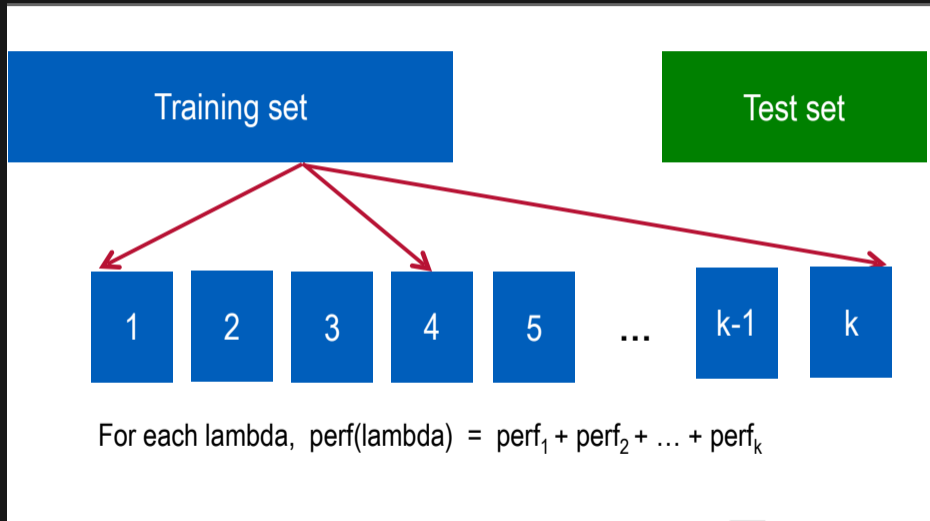 Training set
Test set
1
2
3
4
5
...
k-1
k
For each lambda, perf(lambda) = perf₁ + perf₂ + ... + perfₖ